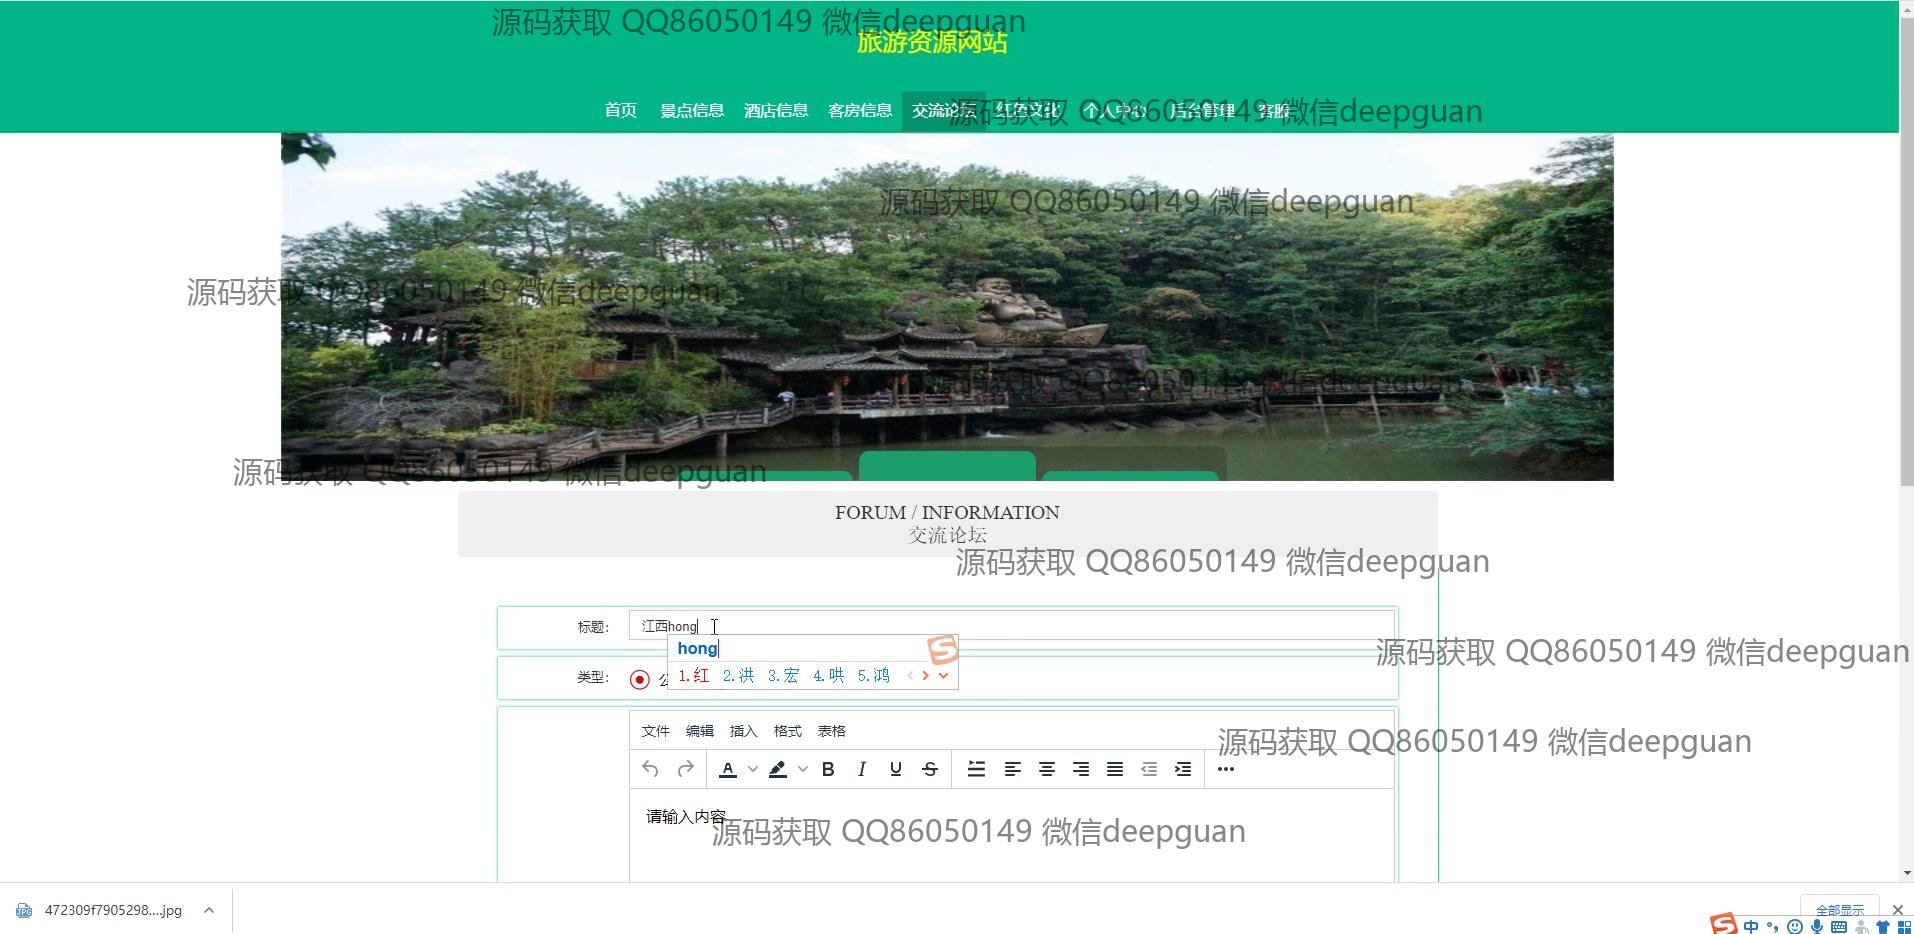 源码获取 QQ86050149 微信deepguan
旅游资源网站
首页 景点信息 酒店信息 客房信息 交流论坛 红色文化 个人中心 后台管理 客服
源码获取 QQ86050149 微信deepguan
源码获取 QQ86050149 微信deepguan
源码获取 QQ86050149 微信deepguan
源码获取 QQ86050149 微信deepguan
源码获取 QQ86050149 微信deepguan
FORUM / INFORMATION
交流论坛
源码获取 QQ86050149 微信deepguan
标题: 江西hong
hong
源码获取 QQ86050149 微信deepguan
类型:
1.红 2.洪 3.宏 4.哄 5.鸿
文件 编辑 插入 格式 表格
源码获取 QQ86050149 微信deepguan
A B I U S
请输入内容
源码获取 QQ86050149 微信deepguan
472309f7905298....jpg
全部显示
中